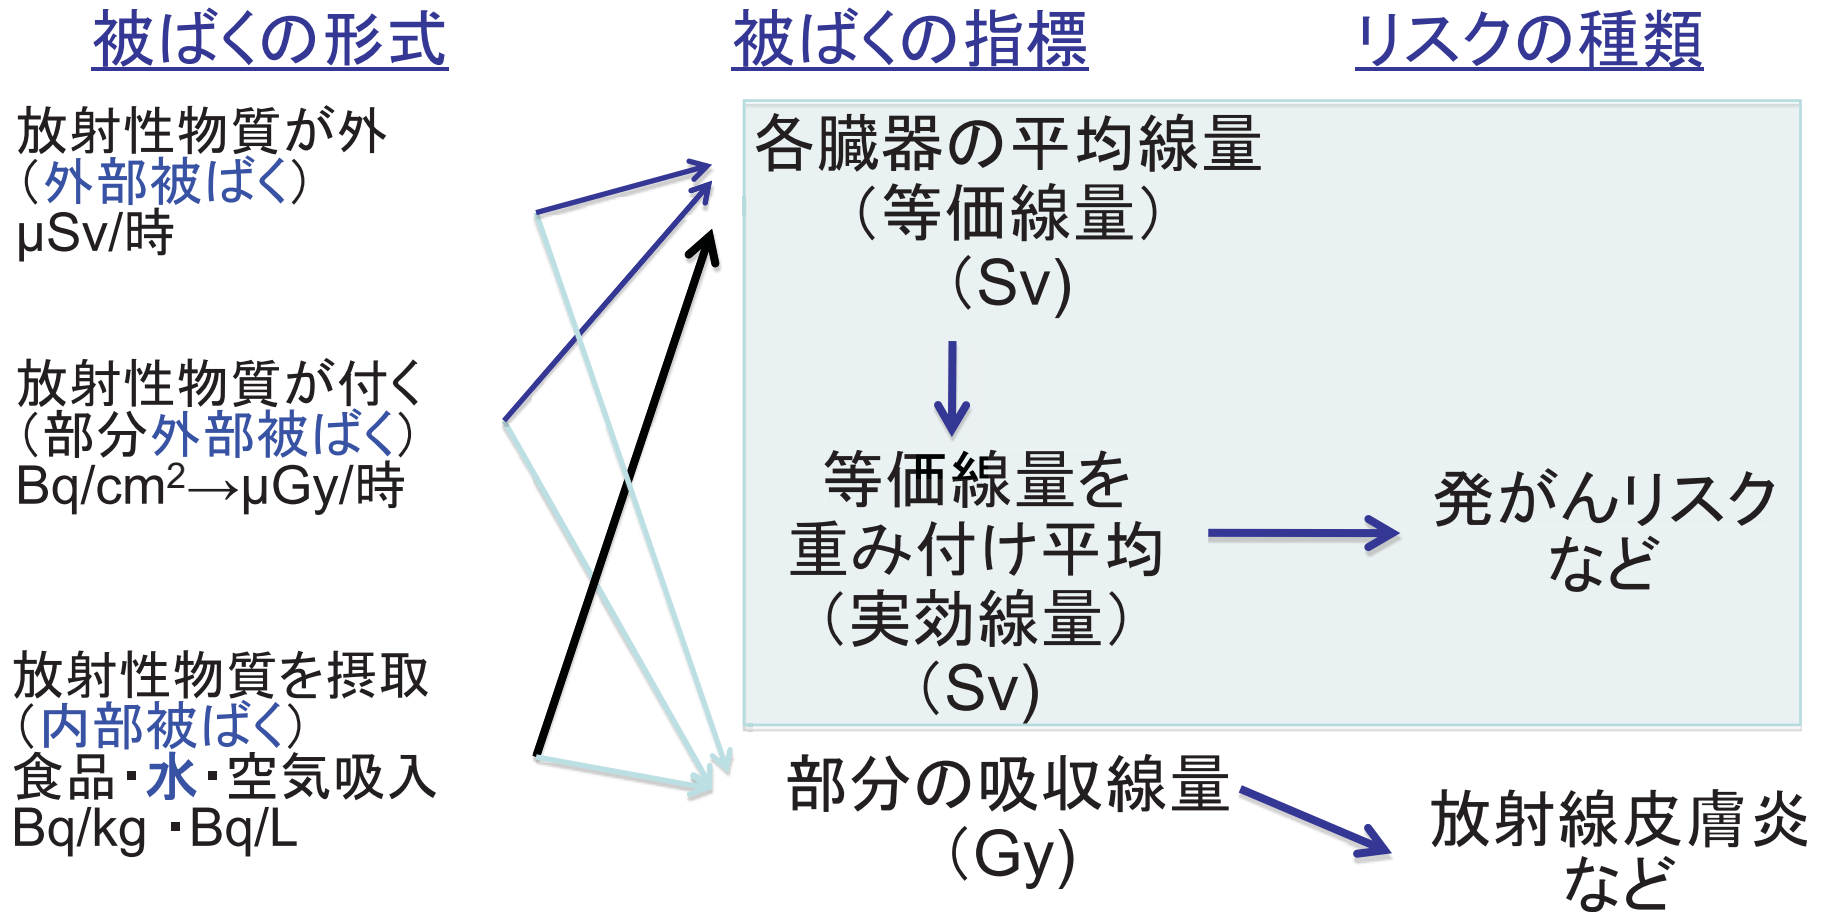 被ばくの形式
被ばくの指標
リスクの種類
放射性物質が外
（外部被ばく）
μSv/時
放射性物質が付く
（部分外部被ばく）
Bq/cm²→μGy/時
放射性物質を摂取
（内部被ばく）
食品・水・空気吸入
Bq/kg ・Bq/L
各臓器の平均線量
（等価線量）
（Sv)
等価線量を
重み付け平均
（実効線量）
（Sv)
部分の吸収線量
（Gy)
発がんリスク
など
放射線皮膚炎
など